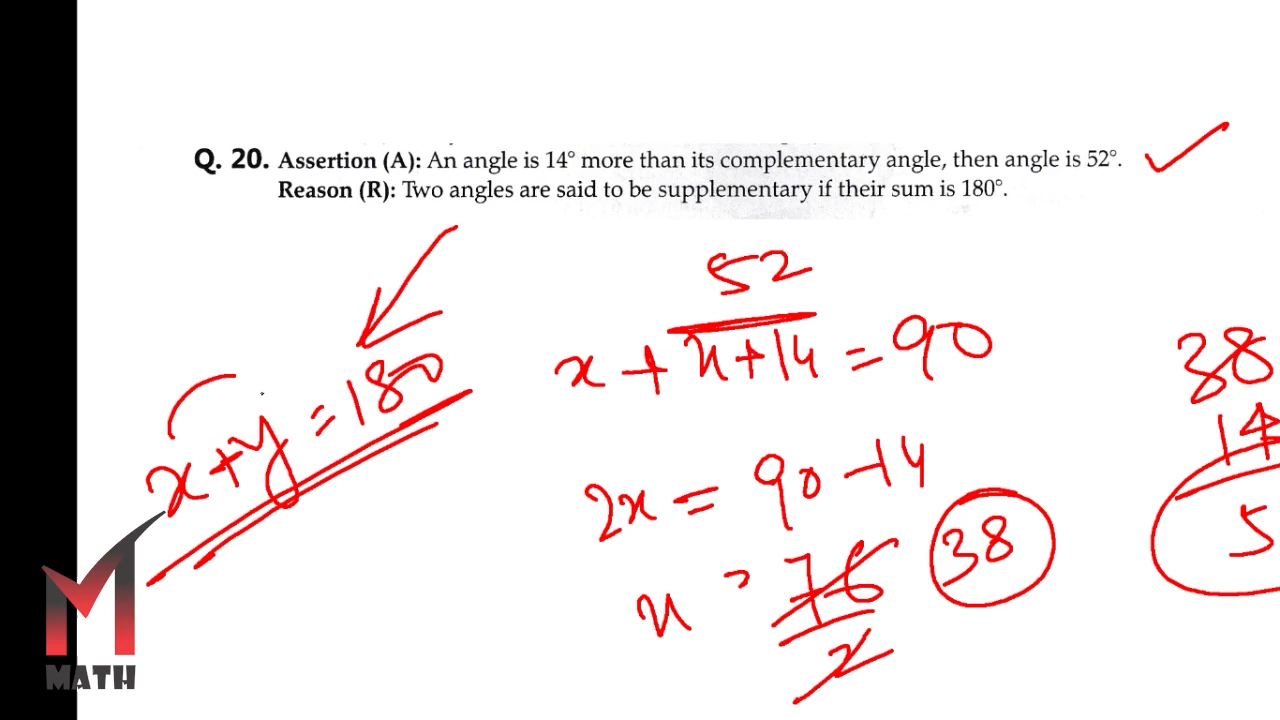 Q. 20. Assertion (A): An angle is 14° more than its complementary angle, then angle is 52°.
Reason (R): Two angles are said to be supplementary if their sum is 180°.
52
x + x+14 = 90
x+y=180
2x = 90-14
x = 76/2
38
38
14
5
MATH